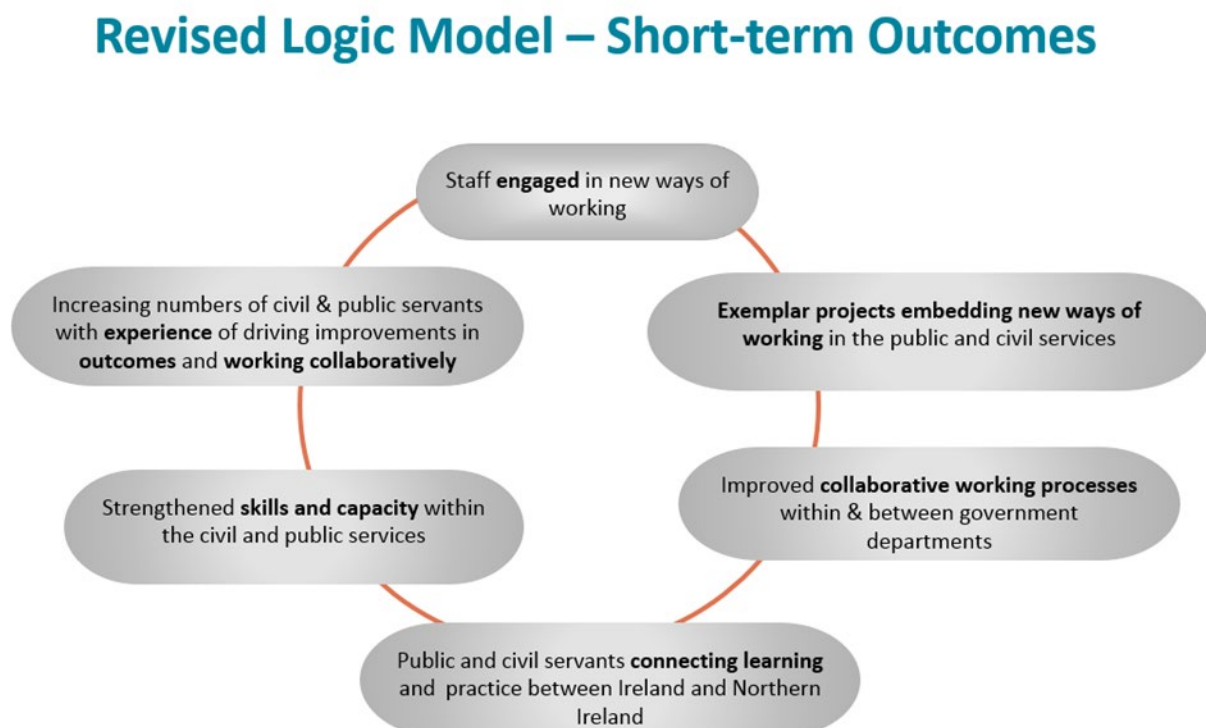 Revised Logic Model – Short-term Outcomes
Staff engaged in new ways of
working
Exemplar projects embedding new ways of
working in the public and civil services
Improved collaborative working processes
within & between government
departments
Public and civil servants connecting learning
and practice between Ireland and Northern
Ireland
Strengthened skills and capacity within
the civil and public services
Increasing numbers of civil & public servants
with experience of driving improvements in
outcomes and working collaboratively